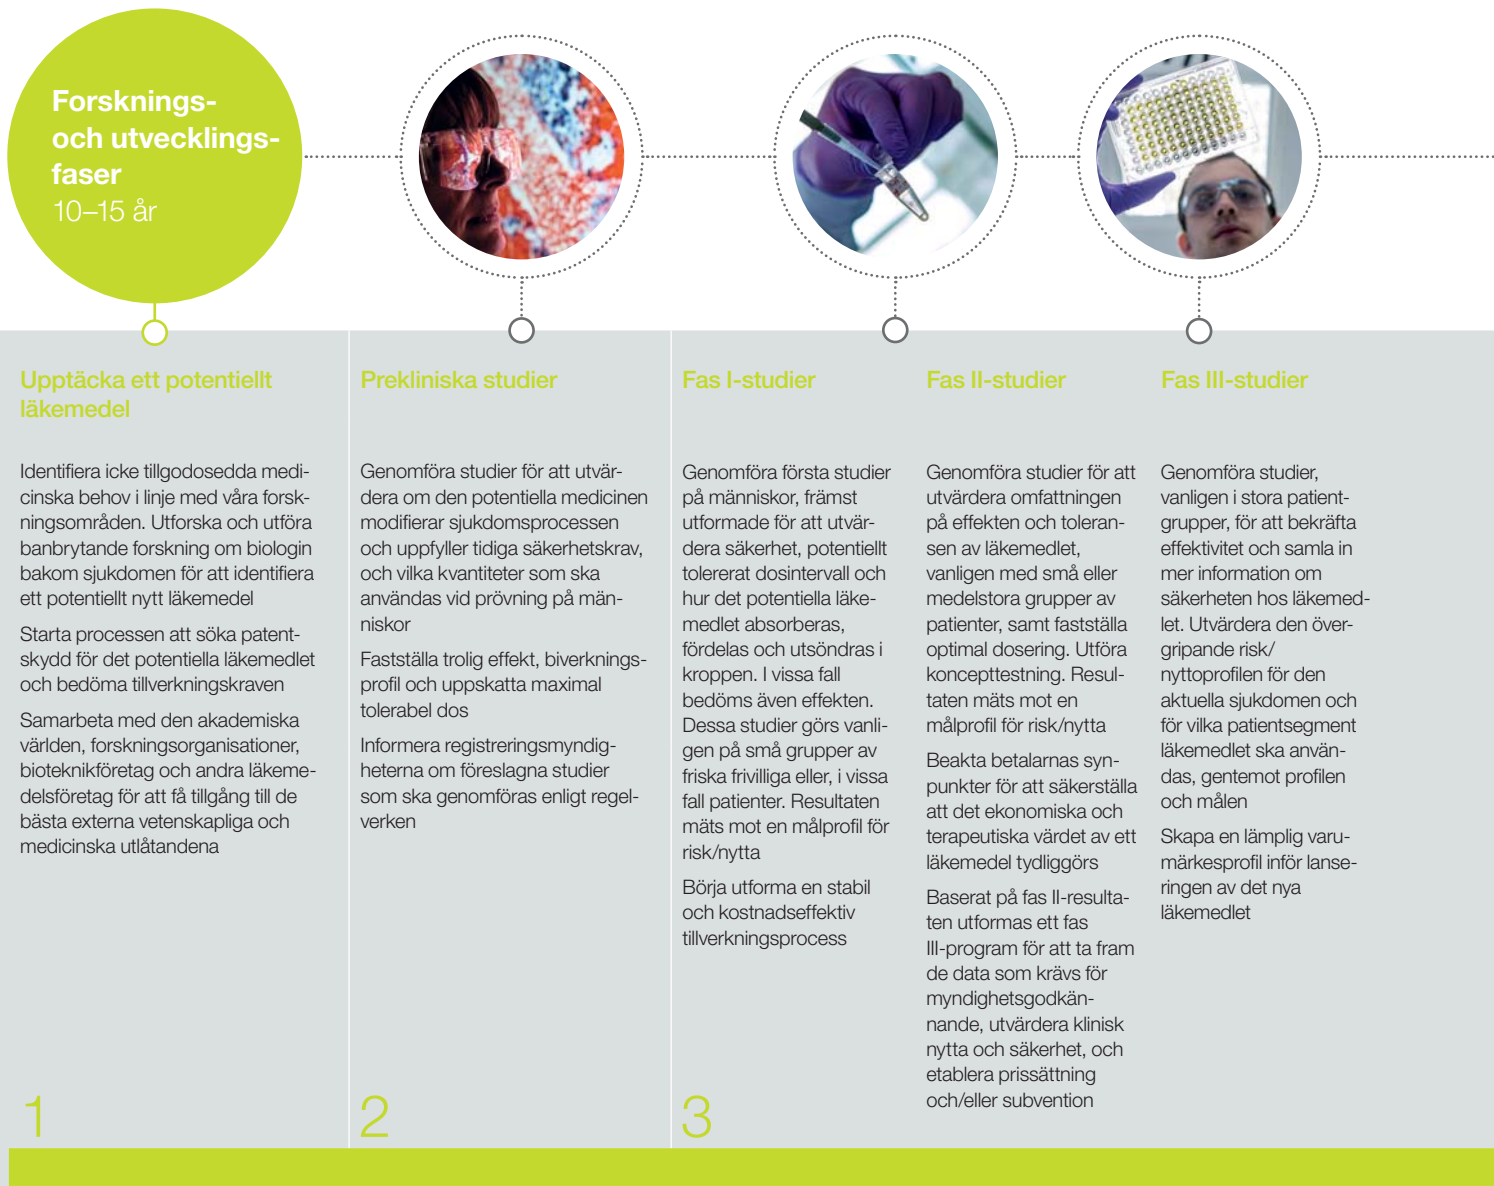 Forsknings-
och utvecklings-
faser
10–15 år
Upptäcka ett potentiellt
läkemedel
Identifiera icke tillgodosedda medi-
cinska behov i linje med våra forsk-
ningsområden. Utforska och utföra
banbrytande forskning om biologin
bakom sjukdomen för att identifiera
ett potentiellt nytt läkemedel
Starta processen att söka patent-
skydd för det potentiella läkemedlet
och bedöma tillverkningskraven
Samarbeta med den akademiska
världen, forskningsorganisationer,
bioteknikföretag och andra läkeme-
delsföretag för att få tillgång till de
bästa externa vetenskapliga och
medicinska utlåtandena
1
Prekliniska studier
Genomföra studier för att utvär-
dera om den potentiella medicinen
modifierar sjukdomsprocessen
och uppfyller tidiga säkerhetskrav,
och vilka kvantiteter som ska
användas vid prövning på män-
niskor
Fastställa trolig effekt, biverknings-
profil och uppskatta maximal
tolerabel dos
Informera registreringsmyndig-
heterna om föreslagna studier
som ska genomföras enligt regel-
verken
2
Fas I-studier
Genomföra första studier
på människor, främst
utformade för att utvär-
dera säkerhet, potentiellt
tolererat dosintervall och
hur det potentiella läke-
medlet absorberas,
fördelas och utsöndras i
kroppen. I vissa fall
bedöms även effekten.
Dessa studier görs vanli-
gen på små grupper av
friska frivilliga eller, i vissa
fall patienter. Resultaten
mäts mot en målprofil för
risk/nytta
Börja utforma en stabil
och kostnadseffektiv
tillverkningsprocess
3
Fas II-studier
Genomföra studier för att
utvärdera omfattningen
på effekten och toleran-
sen av läkemedlet,
vanligen med små eller
medelstora grupper av
patienter, samt fastställa
optimal dosering. Utföra
koncepttestning. Resul-
taten mäts mot en
målprofil för risk/nytta
Beakta betalarnas syn-
punkter för att säkerställa
att det ekonomiska och
terapeutiska värdet av ett
läkemedel tydliggörs
Baserat på fas II-resulta-
ten utformas ett fas
III-program för att ta fram
de data som krävs för
myndighetsgodkän-
nande, utvärdera klinisk
nytta och säkerhet, och
etablera prissättning
och/eller subvention
Fas III-studier
Genomföra studier,
vanligen i stora patient-
grupper, för att bekräfta
effektivitet och samla in
mer information om
säkerheten hos läkemed-
let. Utvärdera den över-
gripande risk/
nyttoprofilen för den
aktuella sjukdomen och
för vilka patientsegment
läkemedlet ska använ-
das, gentemot profilen
och målen
Skapa en lämplig varu-
märkesprofil inför lanse-
ringen av det nya
läkemedlet